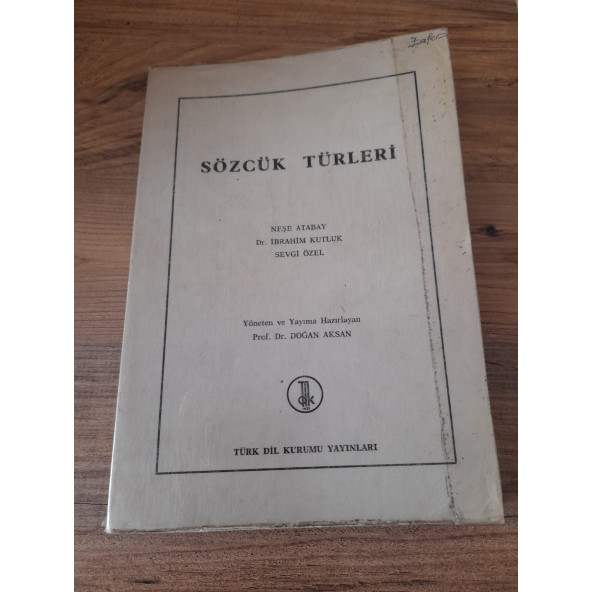 Zafer
SÖZCÜK TÜRLERİ
NEŞE ATABAY
Dr. İBRAHİM KUTLUK
SEVGİ ÖZEL
Yöneten ve Yayıma Hazırlayan
Prof. Dr. DOĞAN AKSAN
TÜRK DİL KURUMU YAYINLARI